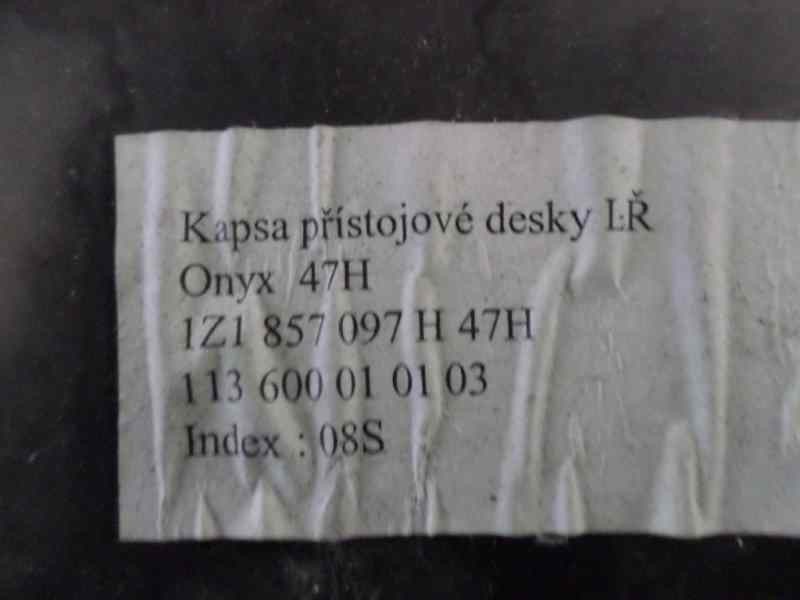 Kapsa přístojové desky LŘ
Onyx 47H
1Z1 857 097 H 47H
113 600 01 01 03
Index : 08S